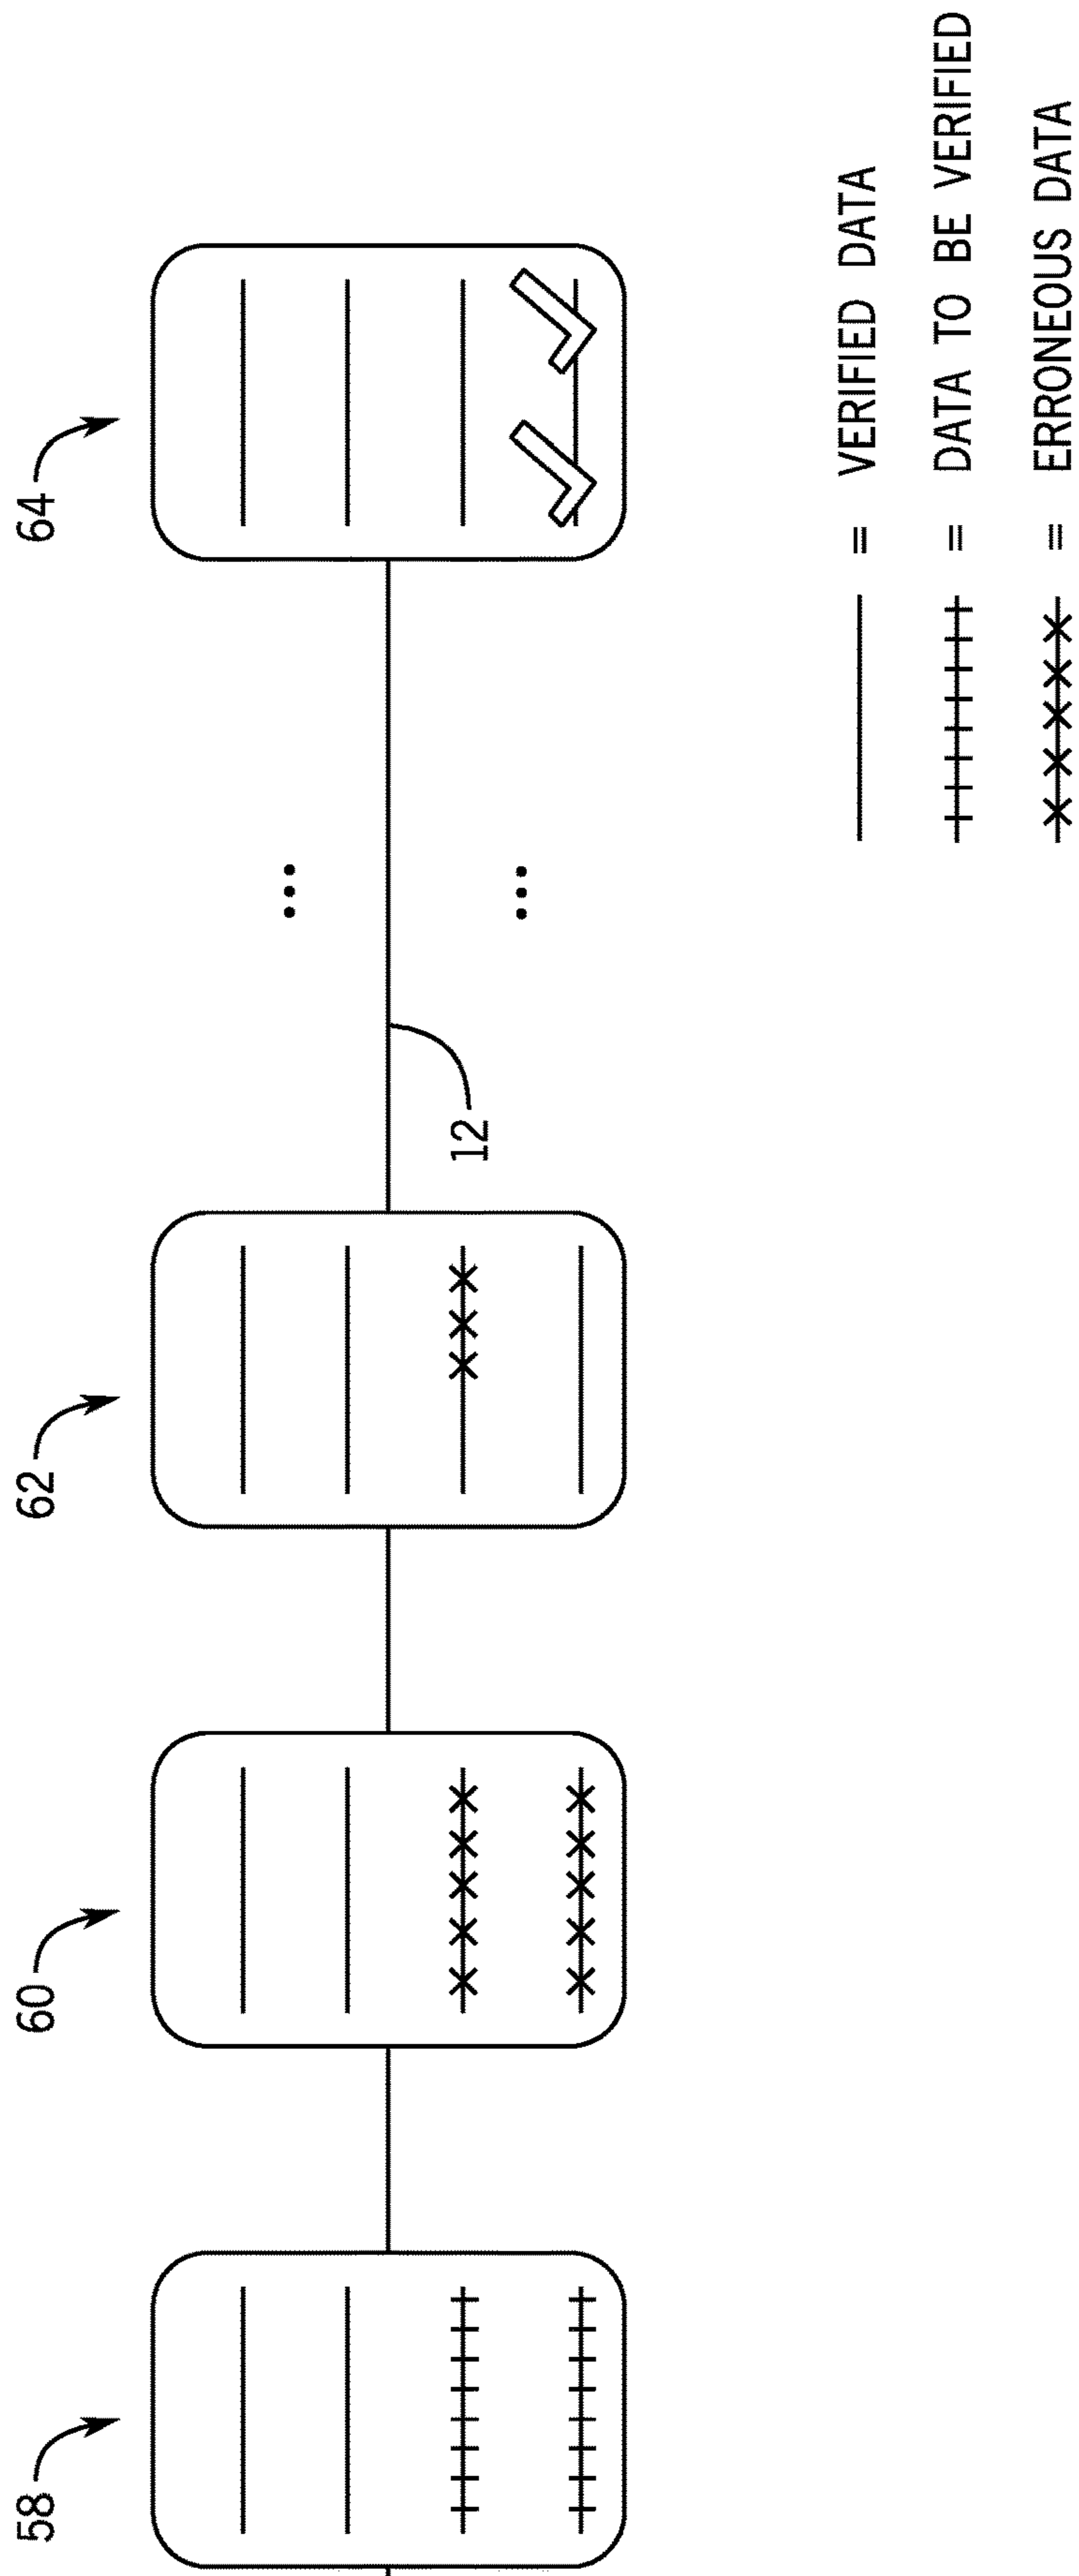 58
60
62
64
12
= VERIFIED DATA
= DATA TO BE VERIFIED
= ERRONEOUS DATA